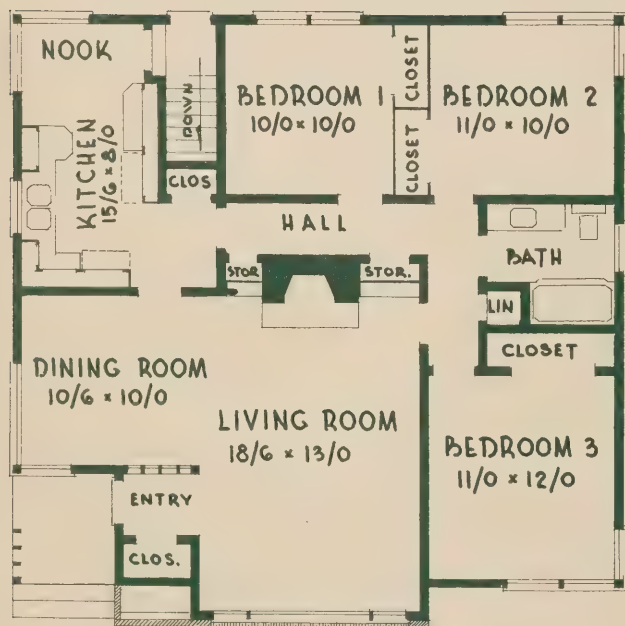 NOOK
KITCHEN
15/6 x 8/0
DOWN
CLOS
BEDROOM 1
10/0 x 10/0
CLOSET
CLOSET
BEDROOM 2
11/0 x 10/0
HALL
STOR
STOR.
BATH
LIN
CLOSET
DINING ROOM
10/6 x 10/0
LIVING ROOM
18/6 x 13/0
BEDROOM 3
11/0 x 12/0
ENTRY
CLOS.